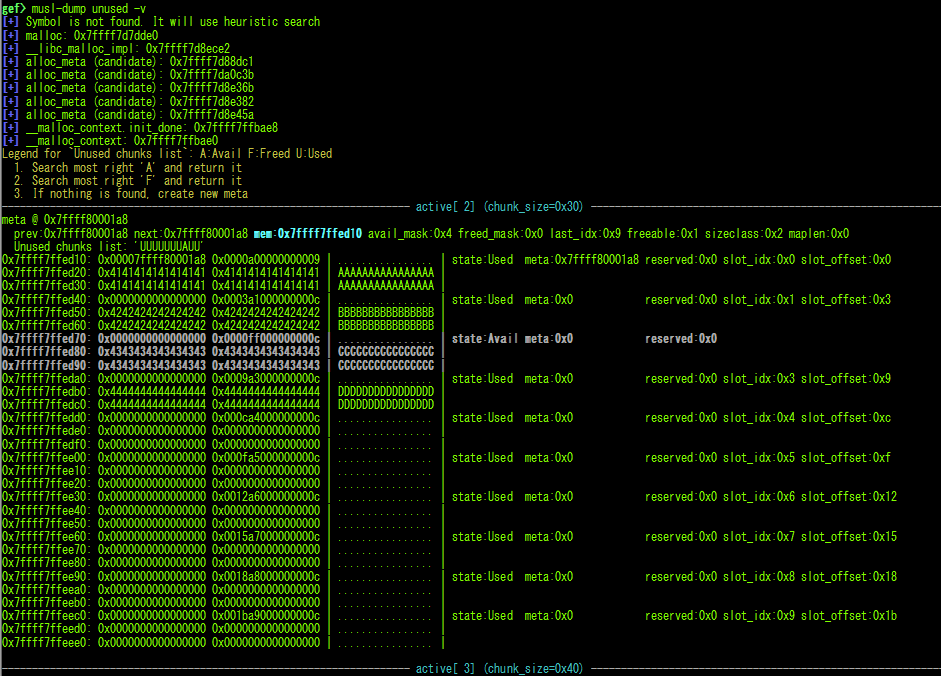 gef> musl-dump unused -v
[+] Symbol is not found. It will use heuristic search
[+] malloc: 0x7ffff7d7dde0
[+] __libc_malloc_impl: 0x7ffff7d8ece2
[+] alloc_meta (candidate): 0x7ffff7d88dc1
[+] alloc_meta (candidate): 0x7ffff7da0c3b
[+] alloc_meta (candidate): 0x7ffff7d8e36b
[+] alloc_meta (candidate): 0x7ffff7d8e382
[+] alloc_meta (candidate): 0x7ffff7d8e45a
[+] __malloc_context.init_done: 0x7ffff7ffbae8
[+] __malloc_context: 0x7ffff7ffbae0
Legend for `Unused chunks list`: A:Avail F:Freed U:Used
1. Search most right 'A' and return it
2. Search most right 'F' and return it
3. If nothing is found, create new meta
active[ 2] (chunk_size=0x30)
meta @ 0x7ffff80001a8
prev:0x7ffff80001a8 next:0x7ffff80001a8 mem:0x7ffff7ffed10 avail_mask:0x4 freed_mask:0x0 last_idx:0x9 freeable:0x1 sizeclass:0x2 maplen:0x0
Unused chunks list: 'UUUUUUUAUU'
0x7ffff7ffed10: 0x00007ffff80001a8 0x0000a00000000009 | ................ | state:Used meta:0x7ffff80001a8 reserved:0x0 slot_idx:0x0 slot_offset:0x0
0x7ffff7ffed20: 0x4141414141414141 0x4141414141414141 | AAAAAAAAAAAAAAAA |
0x7ffff7ffed30: 0x4141414141414141 0x4141414141414141 | AAAAAAAAAAAAAAAA |
0x7ffff7ffed40: 0x0000000000000000 0x0003a1000000000c | ................ | state:Used meta:0x0 reserved:0x0 slot_idx:0x1 slot_offset:0x3
0x7ffff7ffed50: 0x4242424242424242 0x4242424242424242 | BBBBBBBBBBBBBBBB |
0x7ffff7ffed60: 0x4242424242424242 0x4242424242424242 | BBBBBBBBBBBBBBBB |
0x7ffff7ffed70: 0x0000000000000000 0x0000ff000000000c | ................ | state:Avail meta:0x0 reserved:0x0
0x7ffff7ffed80: 0x4343434343434343 0x4343434343434343 | CCCCCCCCCCCCCCCC |
0x7ffff7ffed90: 0x4343434343434343 0x4343434343434343 | CCCCCCCCCCCCCCCC |
0x7ffff7ffeda0: 0x0000000000000000 0x0009a3000000000c | ................ | state:Used meta:0x0 reserved:0x0 slot_idx:0x3 slot_offset:0x9
0x7ffff7ffedb0: 0x4444444444444444 0x4444444444444444 | DDDDDDDDDDDDDDDD |
0x7ffff7ffedc0: 0x4444444444444444 0x4444444444444444 | DDDDDDDDDDDDDDDD |
0x7ffff7ffedd0: 0x0000000000000000 0x000ca4000000000c | ................ | state:Used meta:0x0 reserved:0x0 slot_idx:0x4 slot_offset:0xc
0x7ffff7ffede0: 0x0000000000000000 0x0000000000000000 | ................ |
0x7ffff7ffedf0: 0x0000000000000000 0x0000000000000000 | ................ |
0x7ffff7ffee00: 0x0000000000000000 0x000fa5000000000c | ................ | state:Used meta:0x0 reserved:0x0 slot_idx:0x5 slot_offset:0xf
0x7ffff7ffee10: 0x0000000000000000 0x0000000000000000 | ................ |
0x7ffff7ffee20: 0x0000000000000000 0x0000000000000000 | ................ |
0x7ffff7ffee30: 0x0000000000000000 0x0012a6000000000c | ................ | state:Used meta:0x0 reserved:0x0 slot_idx:0x6 slot_offset:0x12
0x7ffff7ffee40: 0x0000000000000000 0x0000000000000000 | ................ |
0x7ffff7ffee50: 0x0000000000000000 0x0000000000000000 | ................ |
0x7ffff7ffee60: 0x0000000000000000 0x0015a7000000000c | ................ | state:Used meta:0x0 reserved:0x0 slot_idx:0x7 slot_offset:0x15
0x7ffff7ffee70: 0x0000000000000000 0x0000000000000000 | ................ |
0x7ffff7ffee80: 0x0000000000000000 0x0000000000000000 | ................ |
0x7ffff7ffee90: 0x0000000000000000 0x0018a8000000000c | ................ | state:Used meta:0x0 reserved:0x0 slot_idx:0x8 slot_offset:0x18
0x7ffff7ffeea0: 0x0000000000000000 0x0000000000000000 | ................ |
0x7ffff7ffeeb0: 0x0000000000000000 0x0000000000000000 | ................ |
0x7ffff7ffeec0: 0x0000000000000000 0x001ba9000000000c | ................ | state:Used meta:0x0 reserved:0x0 slot_idx:0x9 slot_offset:0x1b
0x7ffff7ffeed0: 0x0000000000000000 0x0000000000000000 | ................ |
0x7ffff7ffeee0: 0x0000000000000000 0x0000000000000000 | ................ |
active[ 3] (chunk_size=0x40)